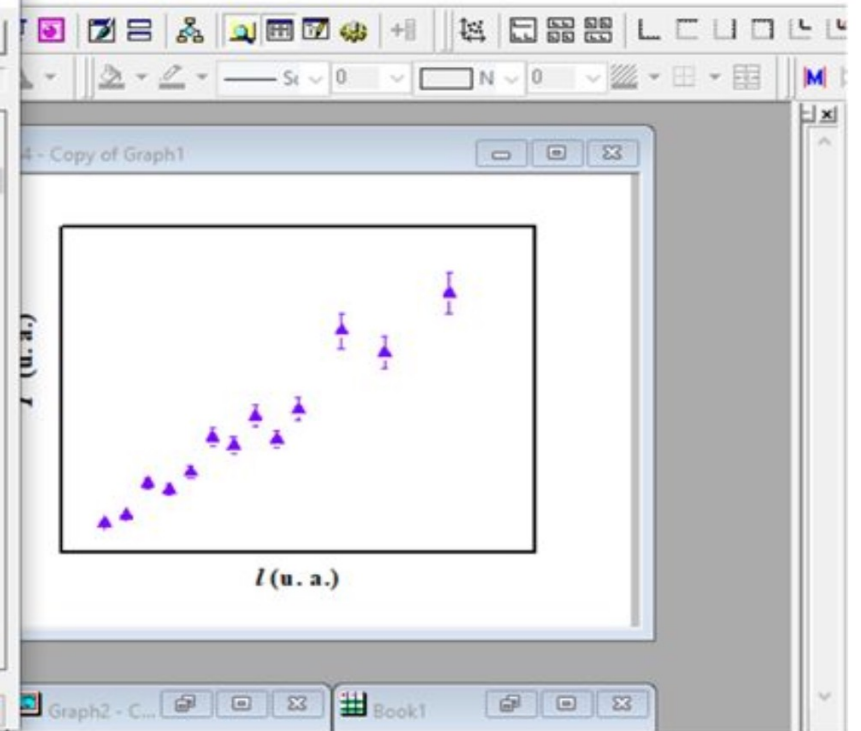 0
N
0
M
4 - Copy of Graph1
(u. a.)
l (u. a.)
Graph2 - C...
Book1